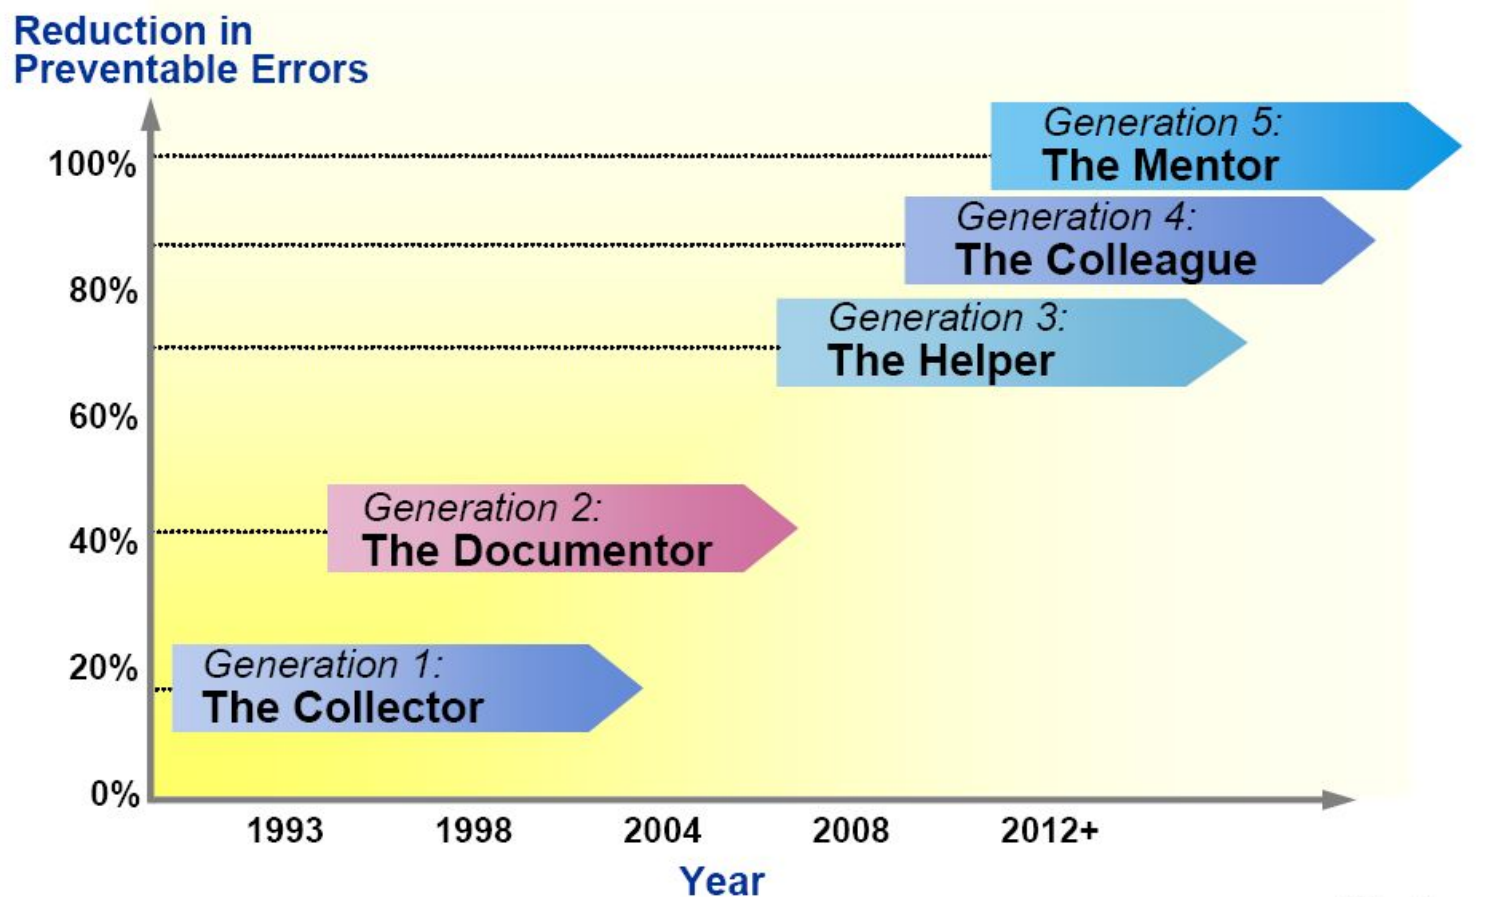 Reduction in
Preventable Errors
100%
Generation 5:
The Mentor
Generation 4:
The Colleague
80%
Generation 3:
The Helper
60%
Generation 2:
The Documentor
40%
Generation 1:
The Collector
20%
0%
1993 1998 2004 2008 2012+
Year